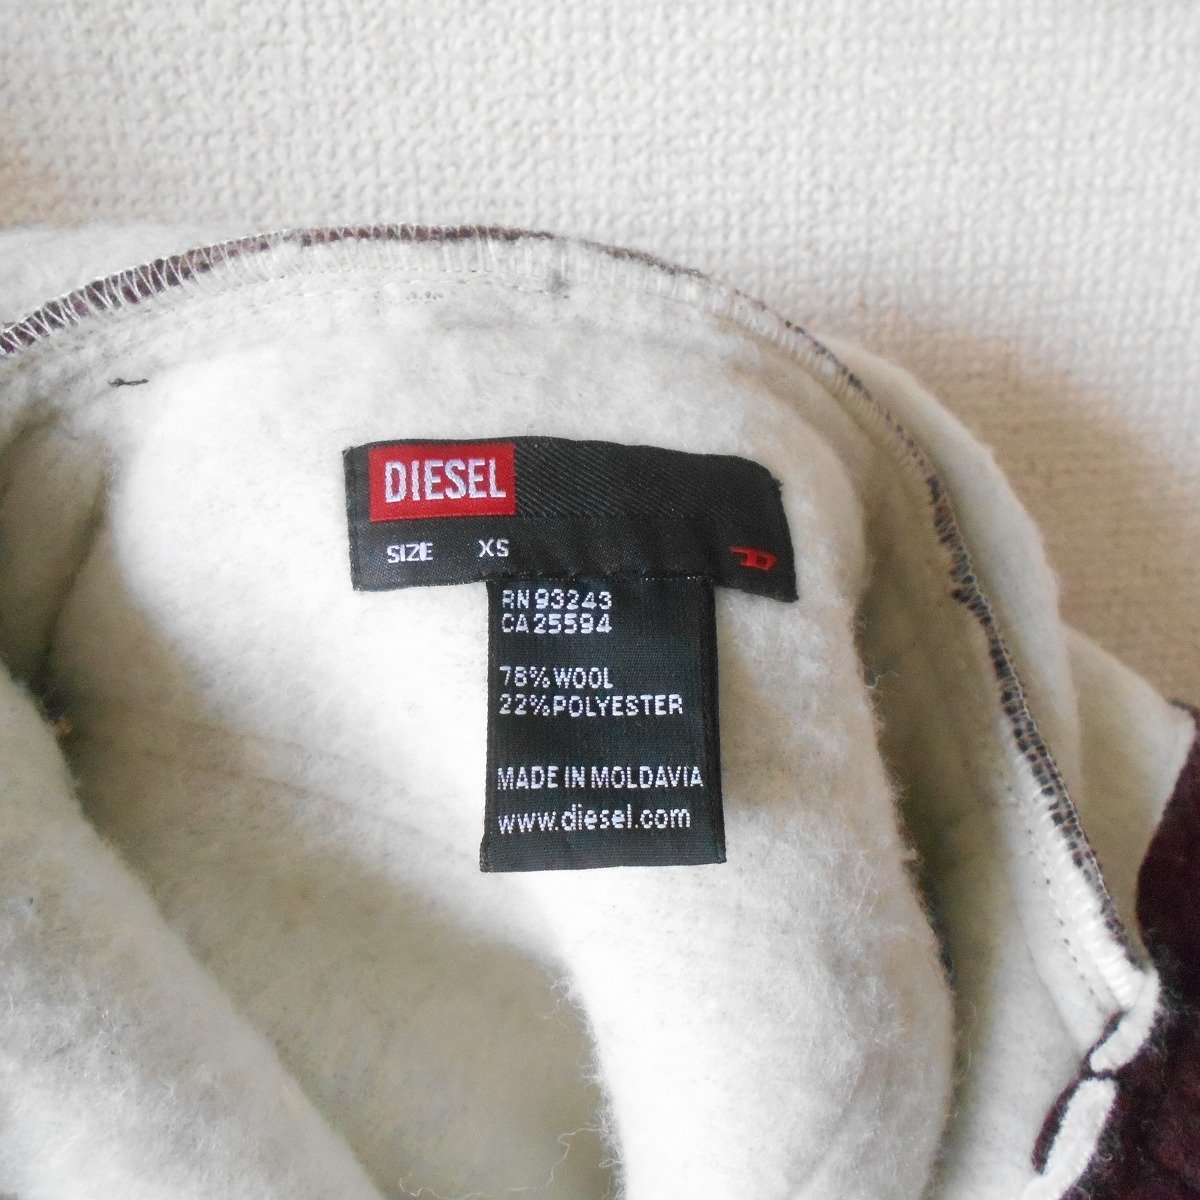 DIESEL
SIZE XS
RN 93243
CA 25594
78% WOOL
22% POLYESTER
MADE IN MOLDAVIA
www.diesel.com